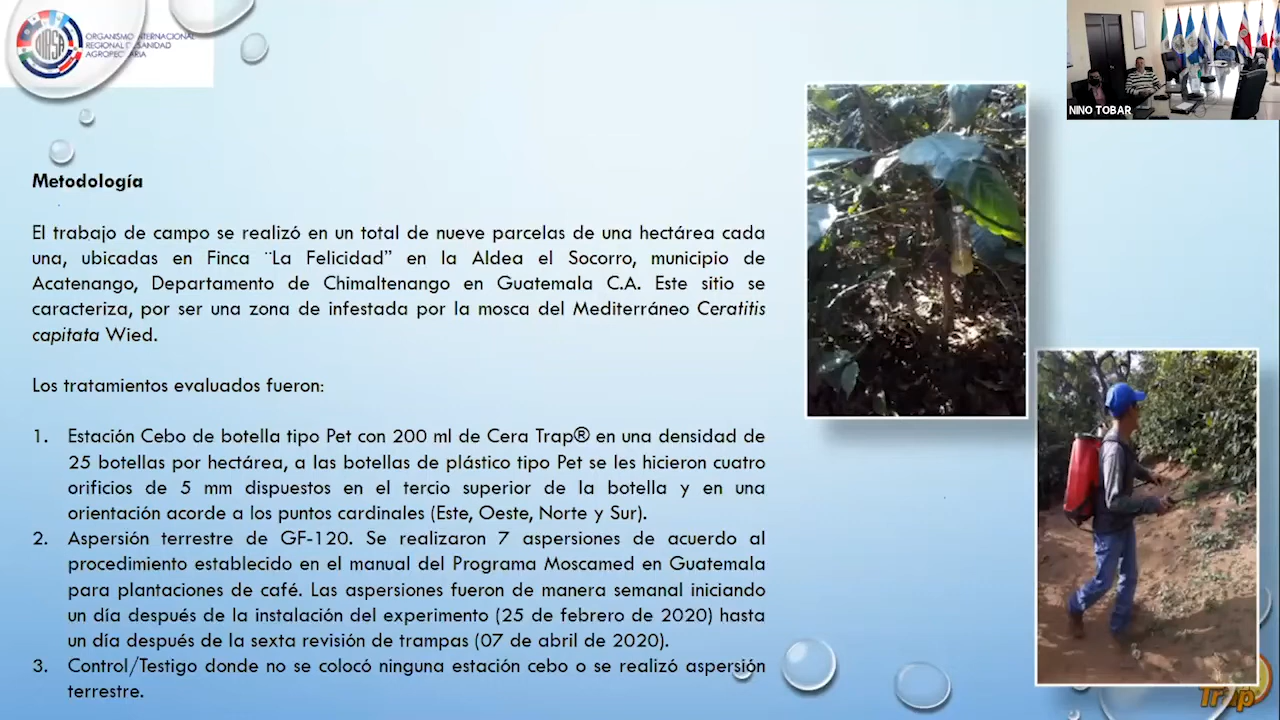 OIRSA
ORGANISMO INTERNACIONAL
REGIONAL DE SANIDAD
AGROPECUARIA
NINO TOBAR
Metodología
El trabajo de campo se realizó en un total de nueve parcelas de una hectárea cada
una, ubicadas en Finca ¨La Felicidad” en la Aldea el Socorro, municipio de
Acatenango, Departamento de Chimaltenango en Guatemala C.A. Este sitio se
caracteriza, por ser una zona de infestada por la mosca del Mediterráneo Ceratitis
capitata Wied.
Los tratamientos evaluados fueron:
1. Estación Cebo de botella tipo Pet con 200 ml de Cera Trap® en una densidad de
25 botellas por hectárea, a las botellas de plástico tipo Pet se les hicieron cuatro
orificios de 5 mm dispuestos en el tercio superior de la botella y en una
orientación acorde a los puntos cardinales (Este, Oeste, Norte y Sur).
2. Aspersión terrestre de GF-120. Se realizaron 7 aspersiones de acuerdo al
procedimiento establecido en el manual del Programa Moscamed en Guatemala
para plantaciones de café. Las aspersiones fueron de manera semanal iniciando
un día después de la instalación del experimento (25 de febrero de 2020) hasta
un día después de la sexta revisión de trampas (07 de abril de 2020).
3. Control/Testigo donde no se colocó ninguna estación cebo o se realizó aspersión
terrestre.
Trap